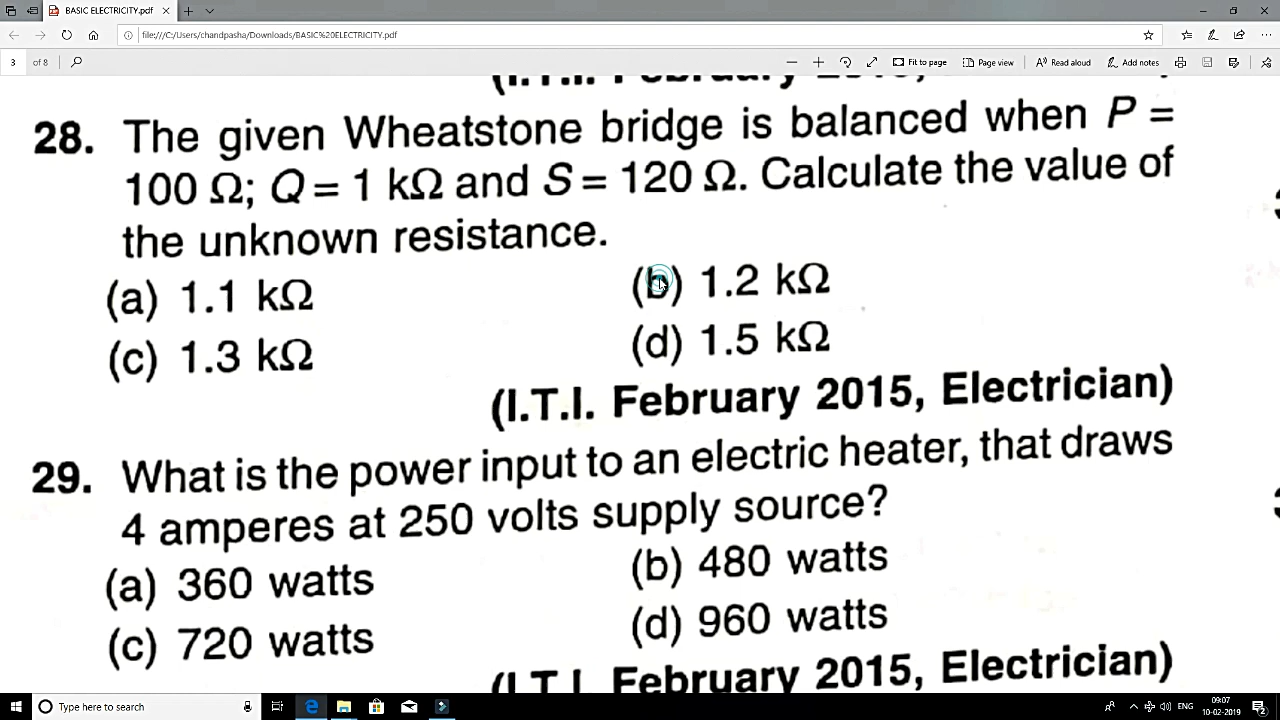 BASIC ELECTRICITY.pdf
file:///C:/Users/chandpasha/Downloads/BASIC%20ELECTRICITY.pdf
3 of 8 Fit to page Page view Read aloud Add notes
28. The given Wheatstone bridge is balanced when P =
100 Ω; Q = 1 kΩ and S = 120 Ω. Calculate the value of
the unknown resistance.
(a) 1.1 kΩ (b) 1.2 kΩ
(c) 1.3 kΩ (d) 1.5 kΩ
(I.T.I. February 2015, Electrician)
29. What is the power input to an electric heater, that draws
4 amperes at 250 volts supply source?
(a) 360 watts (b) 480 watts
(c) 720 watts (d) 960 watts
(I.T.I. February 2015, Electrician)
Type here to search
ENG
09:07
10-02-2019